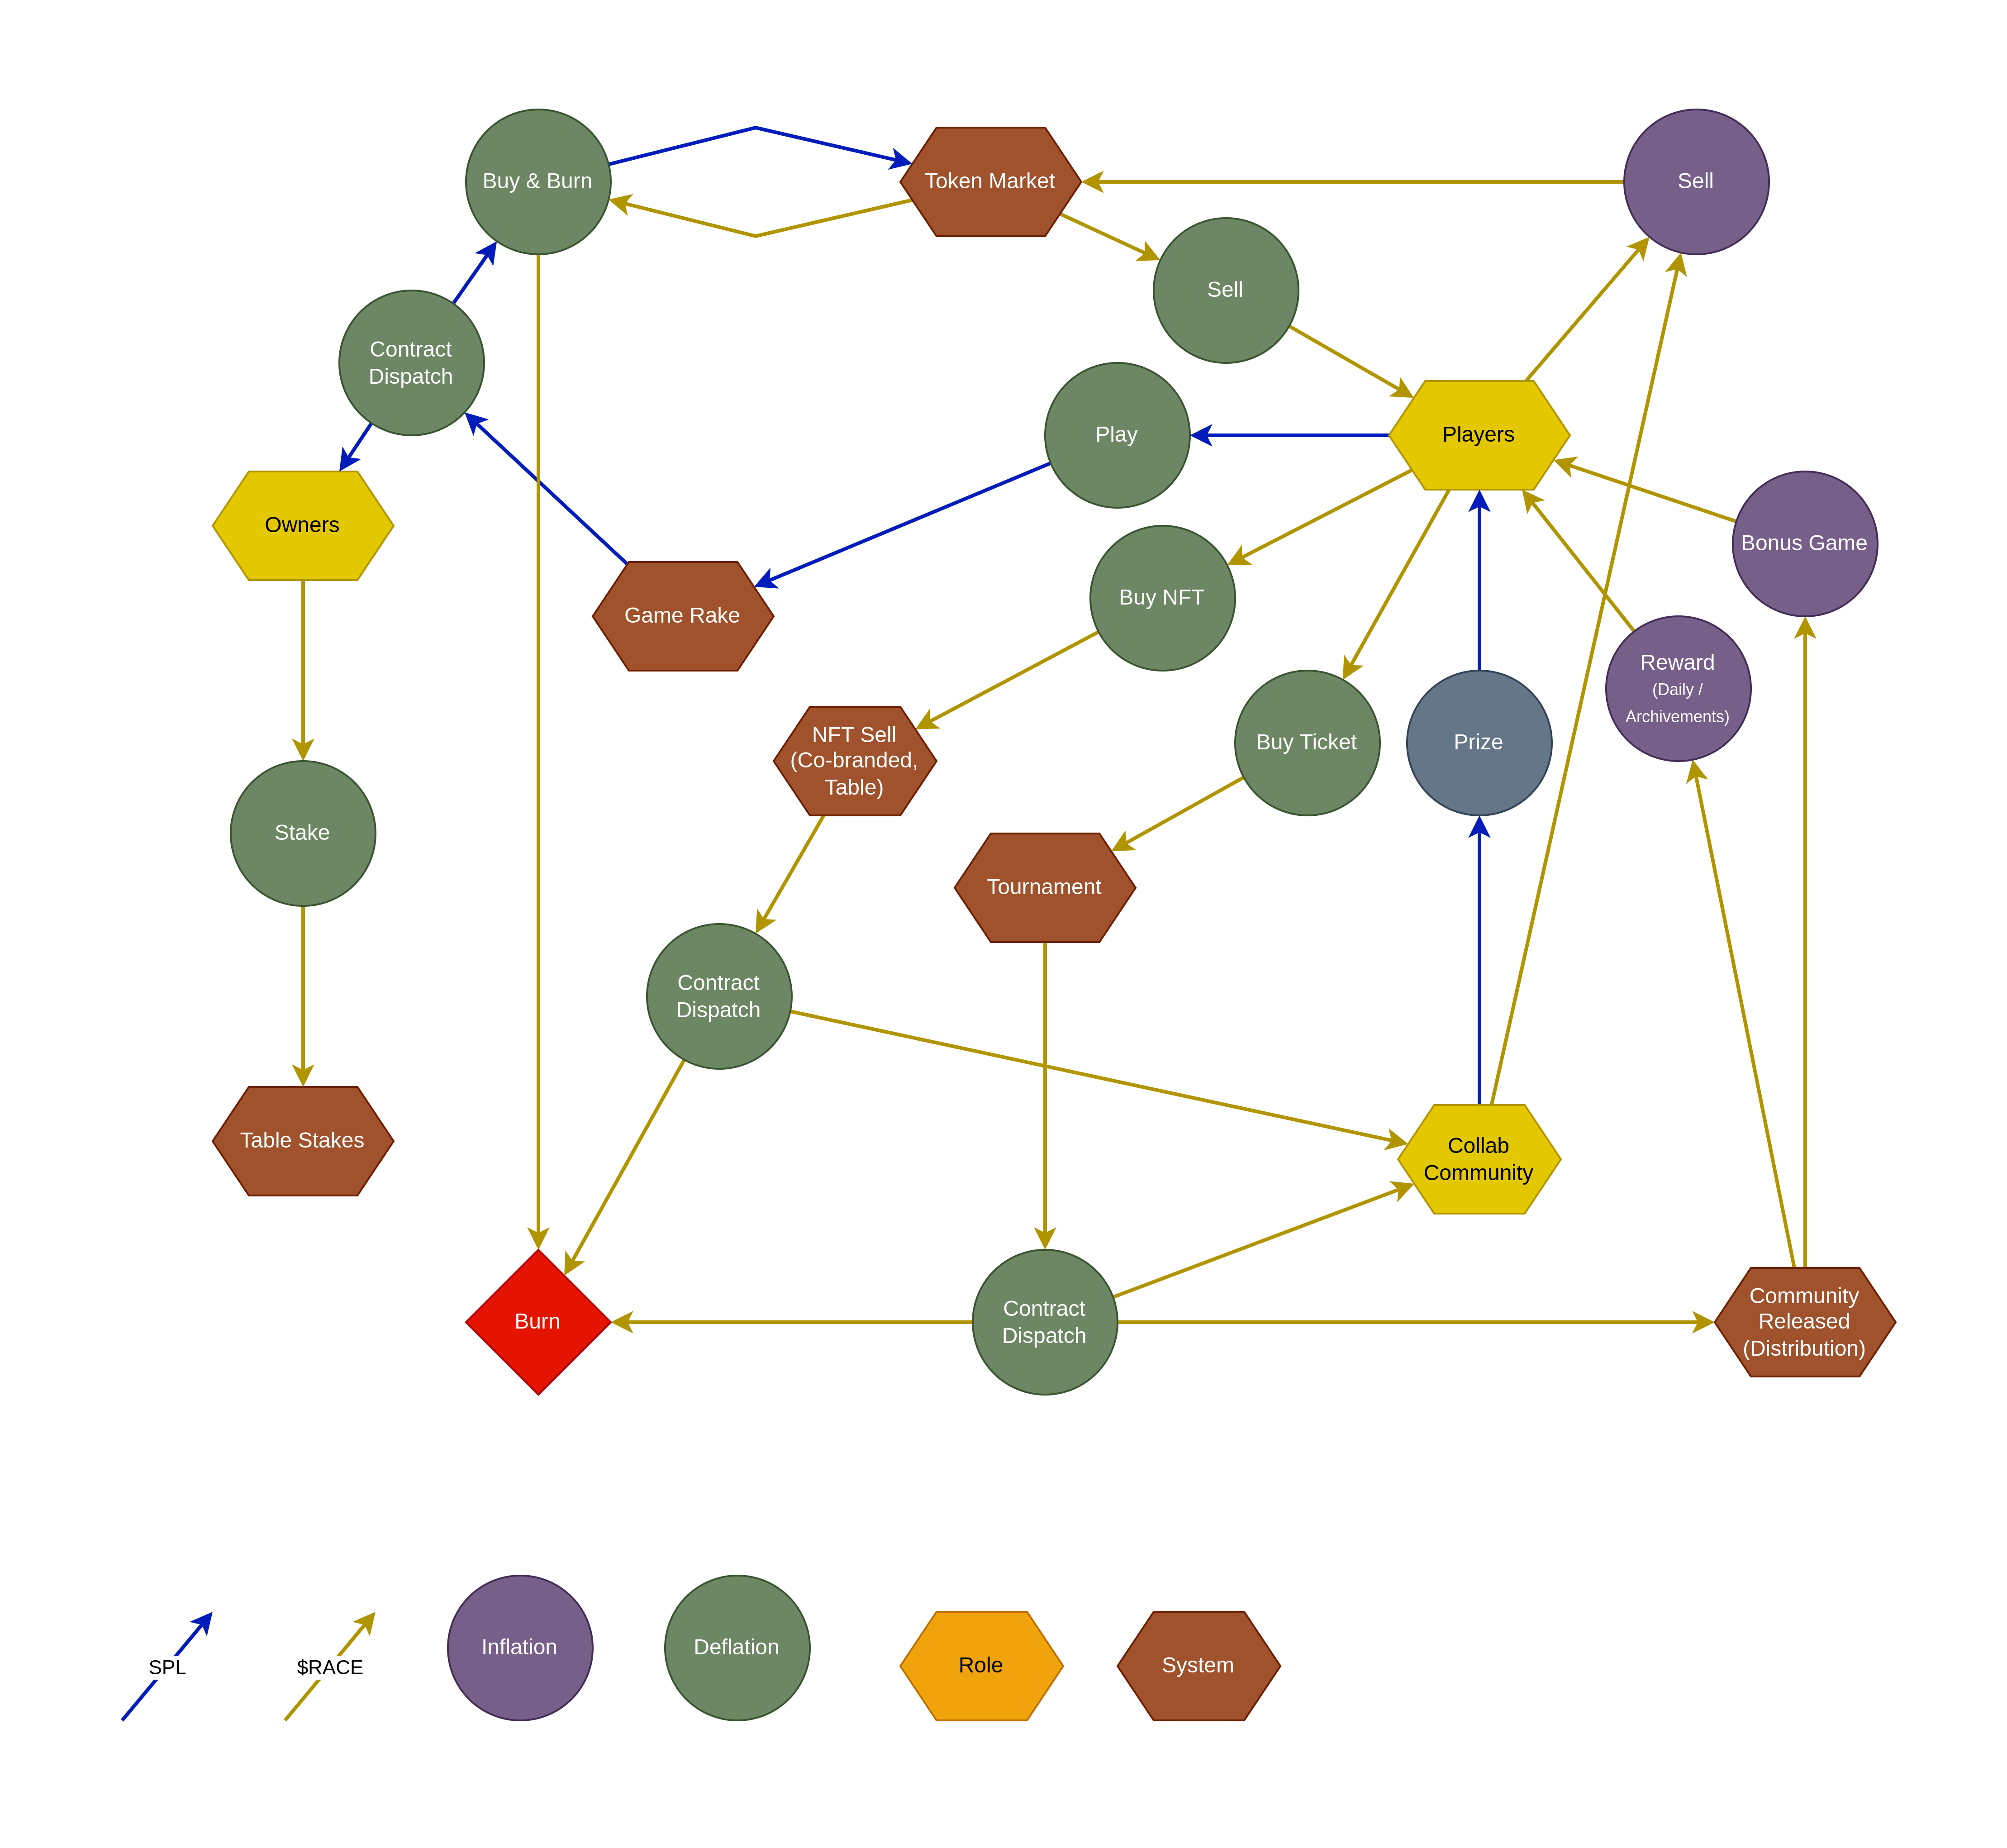 Buy & Burn
Token Market
Sell
Sell
Contract
Dispatch
Play
Players
Owners
Bonus Game
Buy NFT
Game Rake
Reward
(Daily /
Archivements)
NFT Sell
(Co-branded,
Table)
Buy Ticket
Prize
Stake
Tournament
Contract
Dispatch
Table Stakes
Collab
Community
Burn
Contract
Dispatch
Community
Released
(Distribution)
SPL
$RACE
Inflation
Deflation
Role
System